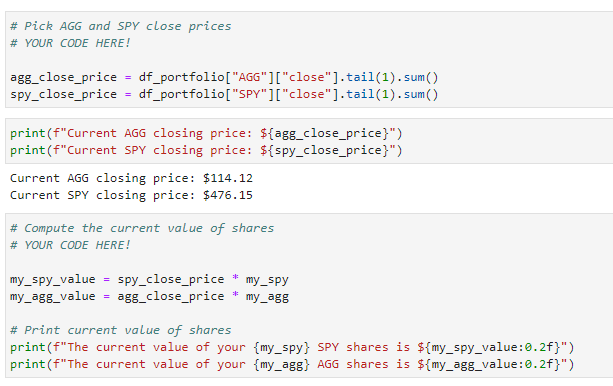 # Pick AGG and SPY close prices
# YOUR CODE HERE!
agg_close_price = df_portfolio["AGG"]["close"].tail(1).sum()
spy_close_price = df_portfolio["SPY"]["close"].tail(1).sum()
print(f"Current AGG closing price: ${agg_close_price}")
print(f"Current SPY closing price: ${spy_close_price}")
Current AGG closing price: $114.12
Current SPY closing price: $476.15
# Compute the current value of shares
# YOUR CODE HERE!
my_spy_value = spy_close_price * my_spy
my_agg_value = agg_close_price * my_agg
# Print current value of shares
print(f"The current value of your {my_spy} SPY shares is ${my_spy_value:0.2f}")
print(f"The current value of your {my_agg} AGG shares is ${my_agg_value:0.2f}")